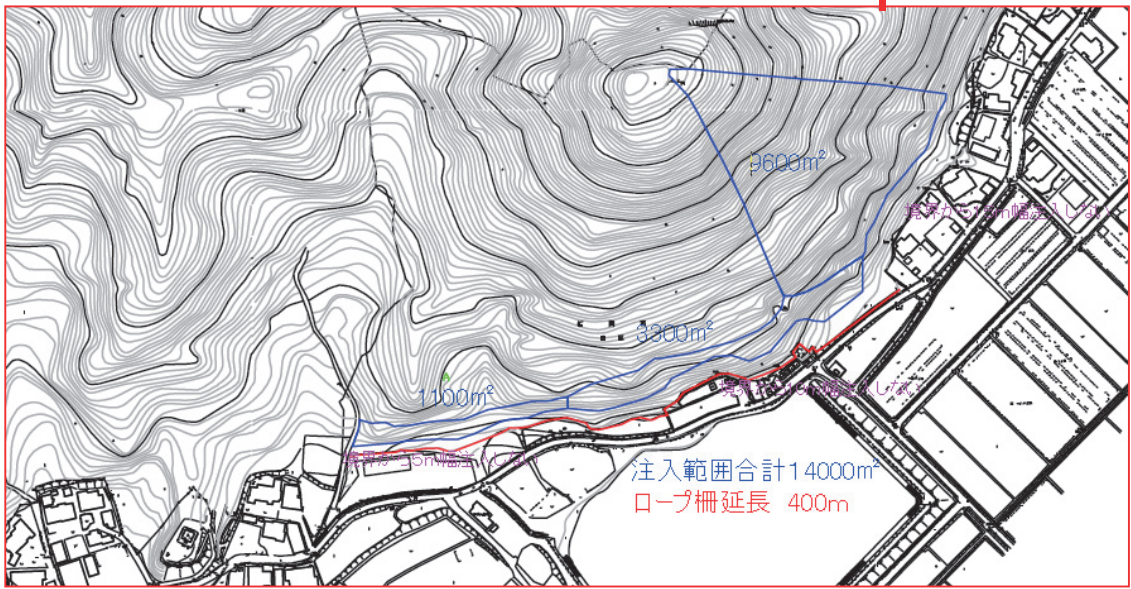 9600m²
境界から15m幅注入しない
3300m²
1100m²
境界から10m幅注入しない
境界から5m幅注入しない
注入範囲合計14000m²
ロープ柵延長 400m